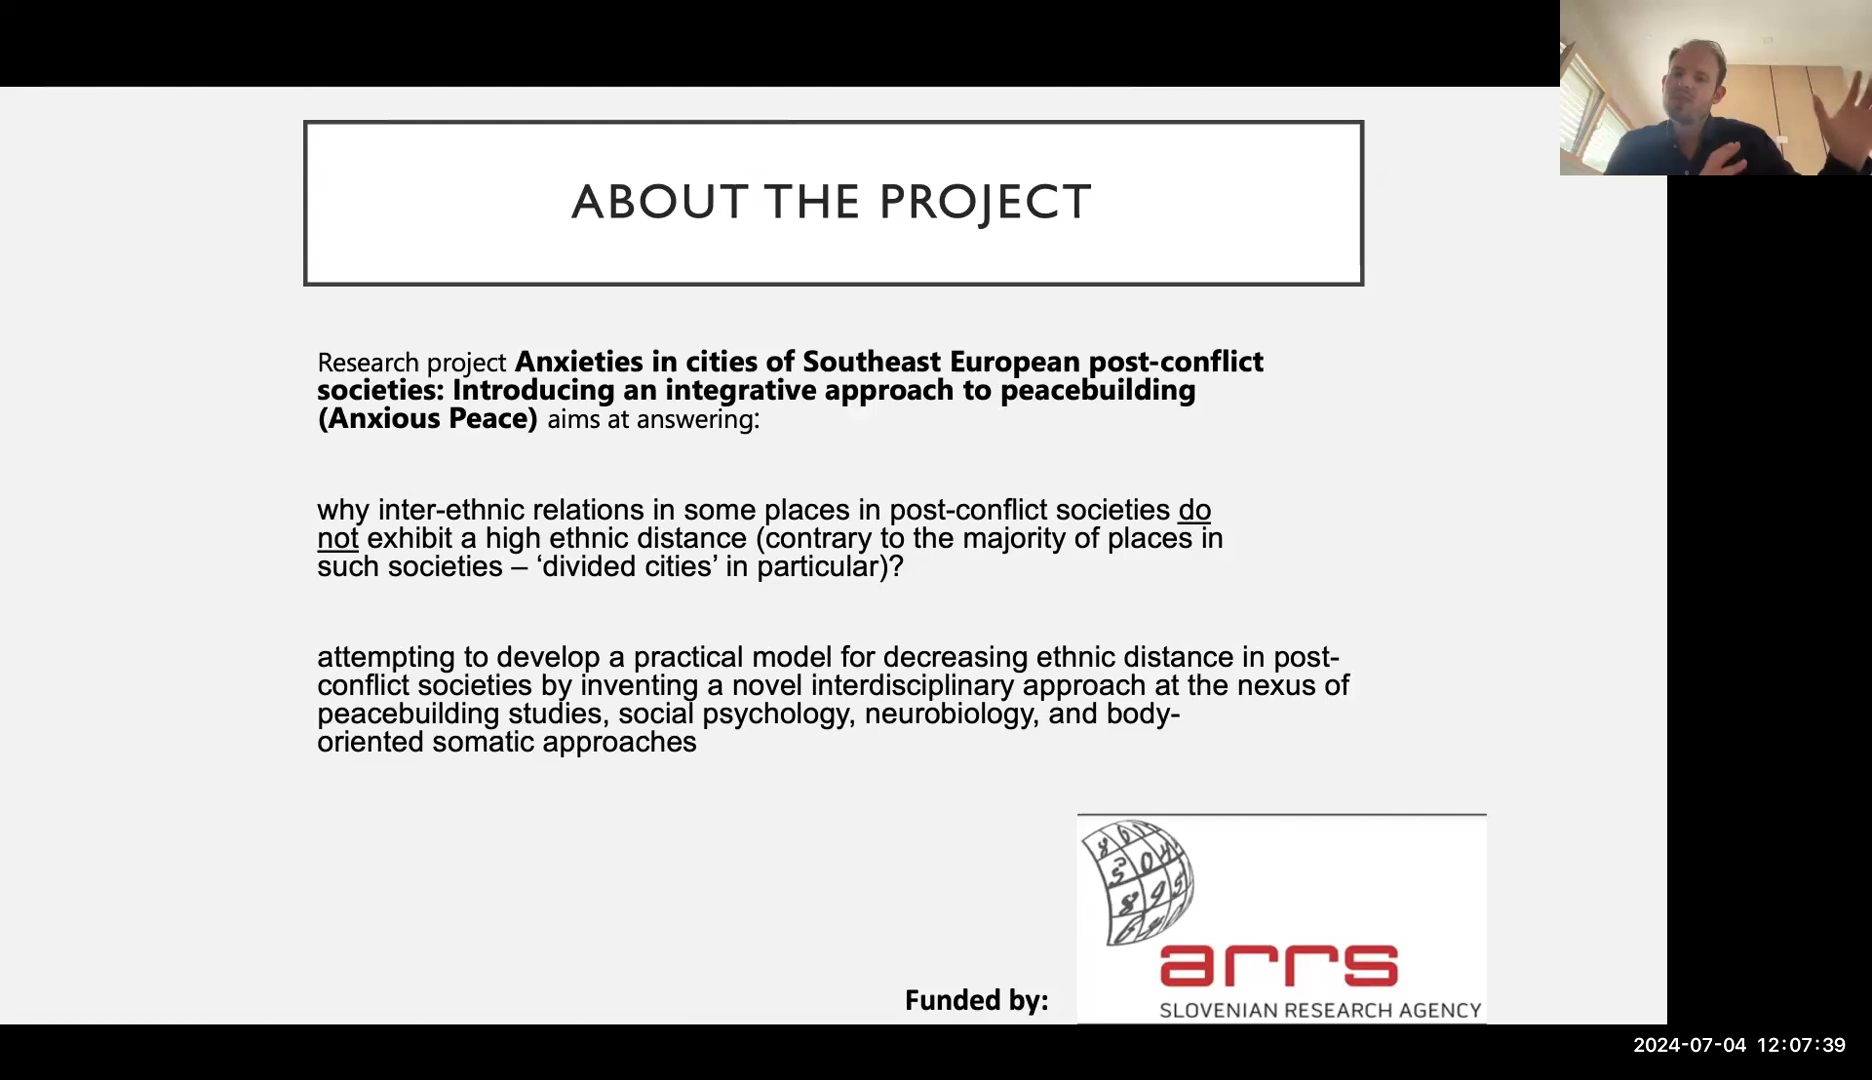 ABOUT THE PROJECT
Research project Anxieties in cities of Southeast European post-conflict
societies: Introducing an integrative approach to peacebuilding
(Anxious Peace) aims at answering:
why inter-ethnic relations in some places in post-conflict societies do
not exhibit a high ethnic distance (contrary to the majority of places in
such societies – ‘divided cities’ in particular)?
attempting to develop a practical model for decreasing ethnic distance in post-
conflict societies by inventing a novel interdisciplinary approach at the nexus of
peacebuilding studies, social psychology, neurobiology, and body-
oriented somatic approaches
arrs
Funded by:
SLOVENIAN RESEARCH AGENCY
2024-07-04 12:07:39